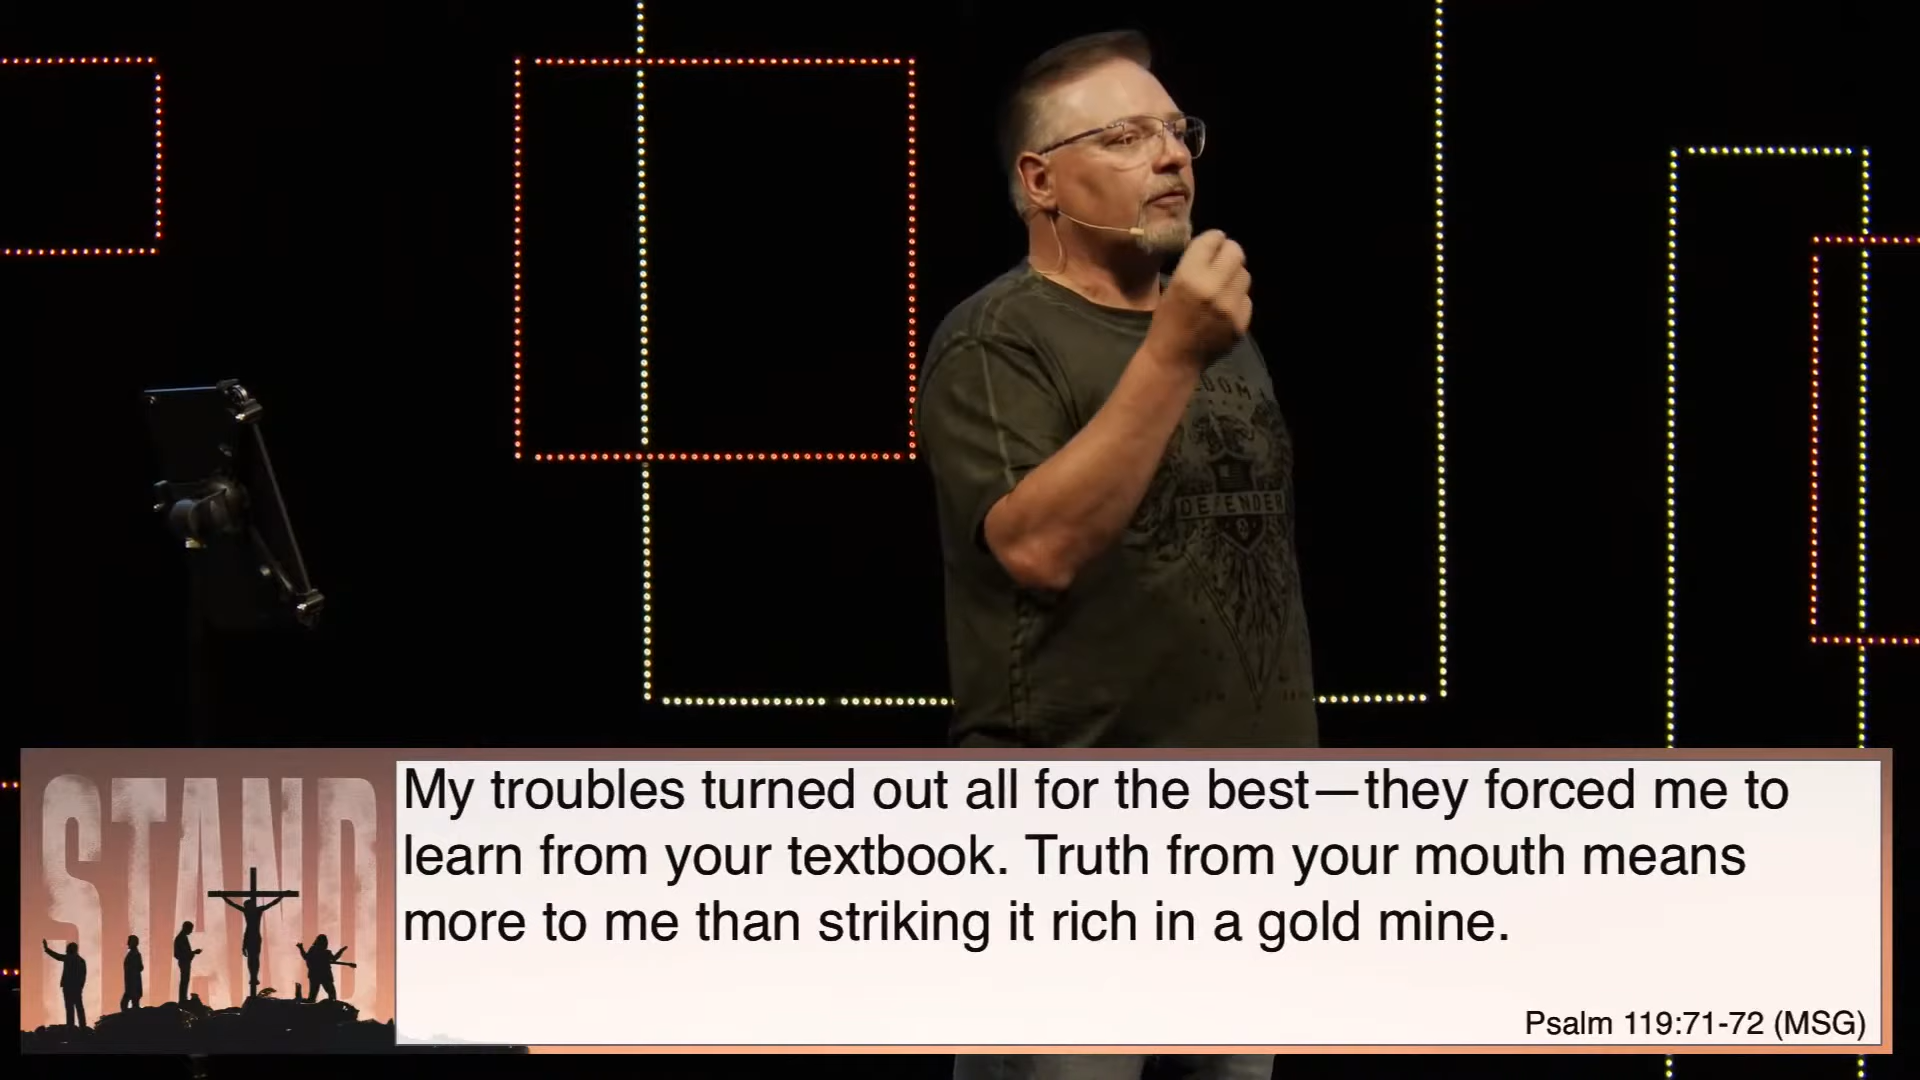 DEFENDER
STAND
My troubles turned out all for the best—they forced me to
learn from your textbook. Truth from your mouth means
more to me than striking it rich in a gold mine.
Psalm 119:71-72 (MSG)